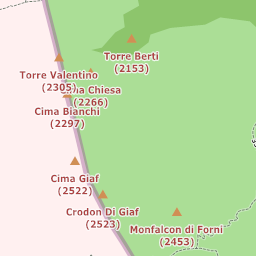 Torre Berti
(2153)
Torre Valentino
(2305)
Chiesa
(2266)
Cima Bianchi
(2297)
Cima Giaf
(2522)
Crodon Di Giaf
(2523)
Monfalcon di Forni
(2453)